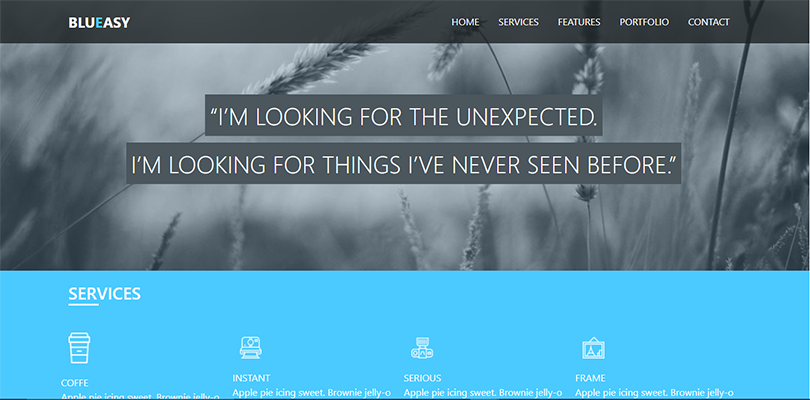 BLUEASY
HOME SERVICES FEATURES PORTFOLIO CONTACT
“I’M LOOKING FOR THE UNEXPECTED.
I’M LOOKING FOR THINGS I’VE NEVER SEEN BEFORE.”
SERVICES
COFFE
Apple pie icing sweet. Brownie jelly-o
INSTANT
Apple pie icing sweet. Brownie jelly-o
SERIOUS
Apple pie icing sweet. Brownie jelly-o
FRAME
Apple pie icing sweet. Brownie jelly-o